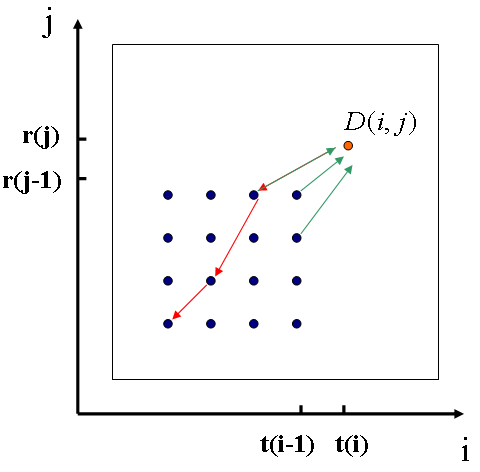 j
D(i, j)
r(j)
r(j-1)
t(i-1) t(i)
i